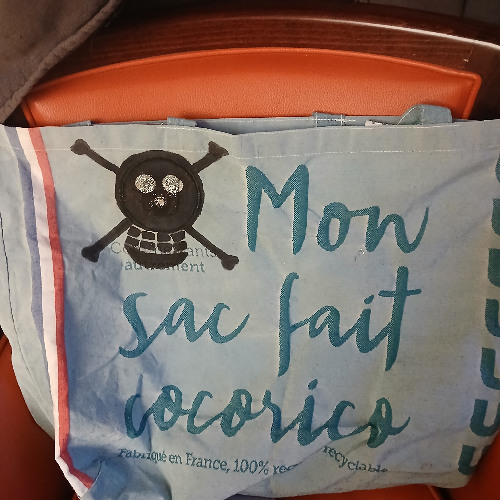 Mon
sac fait
cocorico
Fabriqué en France, 100% recyclable